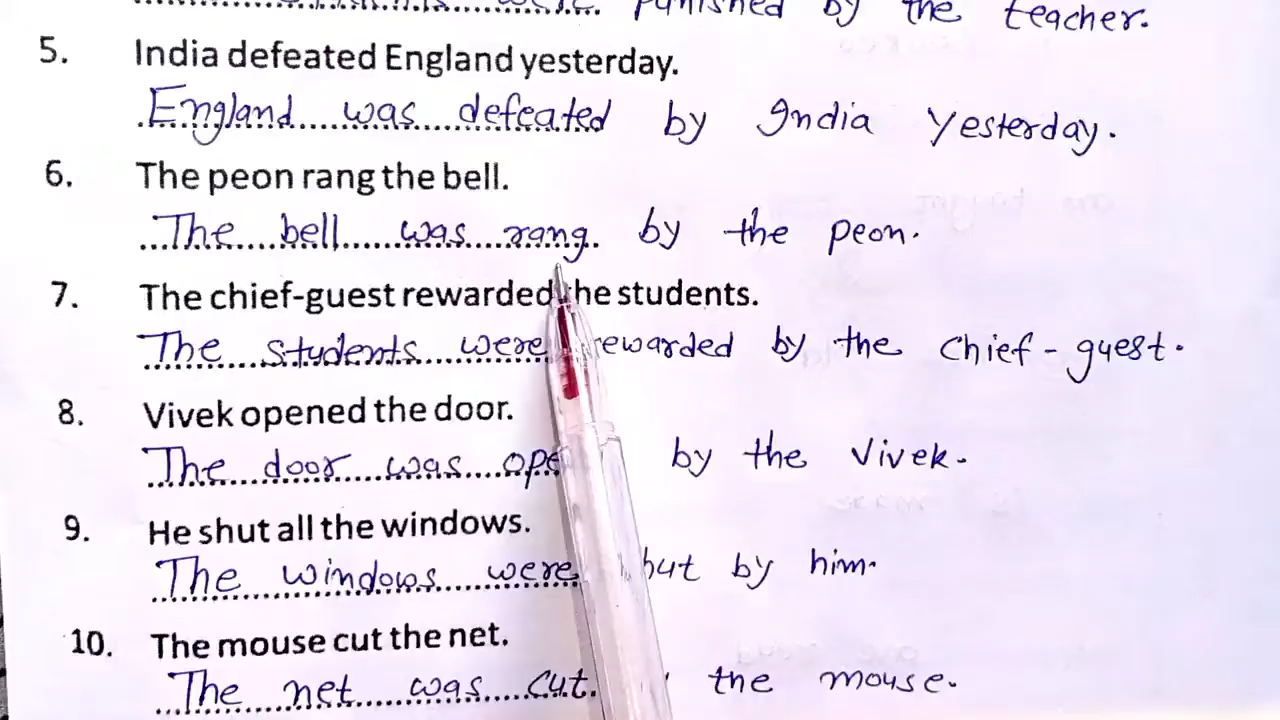 punished by the teacher.
5. India defeated England yesterday.
England was defeated by India yesterday.
6. The peon rang the bell.
The bell was rang by the peon.
7. The chief-guest rewarded the students.
The students were rewarded by the chief-guest.
8. Vivek opened the door.
The door was by the Vivek.
9. He shut all the windows.
The windows were shut by him.
10. The mouse cut the net.
The net was cut. the mouse.